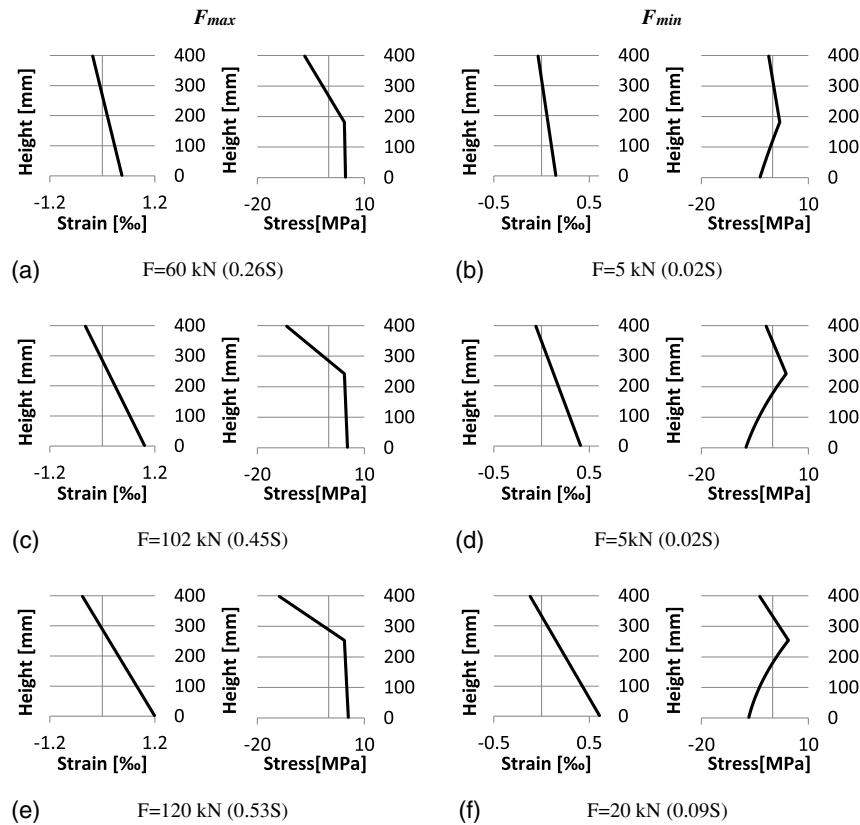 Fmax Fmin
400 400 400 400
300 300 300 300
200 200 200 200
100 100 100 100
0 0 0 0
Height [mm] Height [mm] Height [mm] Height [mm]
-1.2 1.2 -20 10 -0.5 0.5 -20 10
Strain [‰] Stress[MPa] Strain [‰] Stress[MPa]
(a) F=60 kN (0.26S) (b) F=5 kN (0.02S)
400 400 400 400
300 300 300 300
200 200 200 200
100 100 100 100
0 0 0 0
Height [mm] Height [mm] Height [mm] Height [mm]
-1.2 1.2 -20 10 -0.5 0.5 -20 10
Strain [‰] Stress[MPa] Strain [‰] Stress[MPa]
(c) F=102 kN (0.45S) (d) F=5kN (0.02S)
400 400 400 400
300 300 300 300
200 200 200 200
100 100 100 100
0 0 0 0
Height [mm] Height [mm] Height [mm] Height [mm]
-1.2 1.2 -20 10 -0.5 0.5 -20 10
Strain [‰] Stress[MPa] Strain [‰] Stress[MPa]
(e) F=120 kN (0.53S) (f) F=20 kN (0.09S)